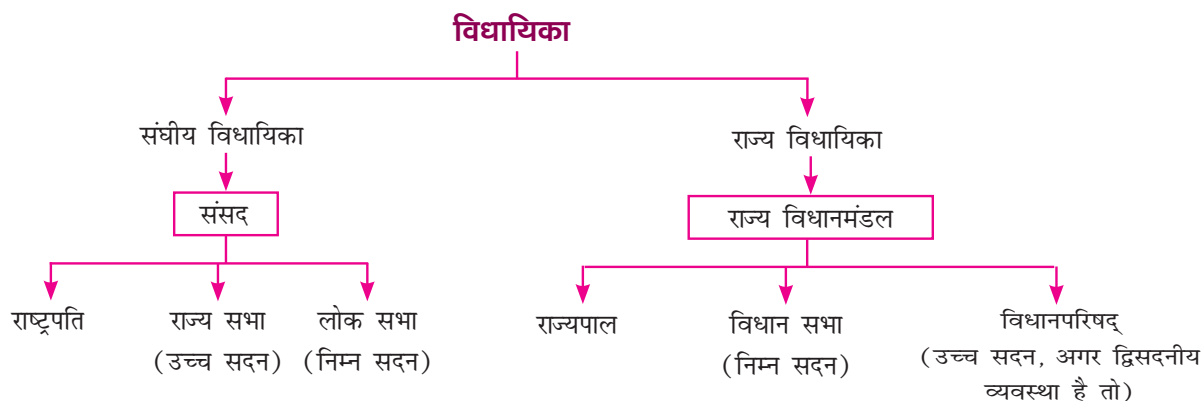 विधायिका
संघीय विधायिका
राज्य विधायिका
संसद
राज्य विधानमंडल
राष्ट्रपति
राज्य सभा
(उच्च सदन)
लोक सभा
(निम्न सदन)
राज्यपाल
विधान सभा
(निम्न सदन)
विधानपरिषद्
(उच्च सदन, अगर द्विसदनीय
व्यवस्था है तो)